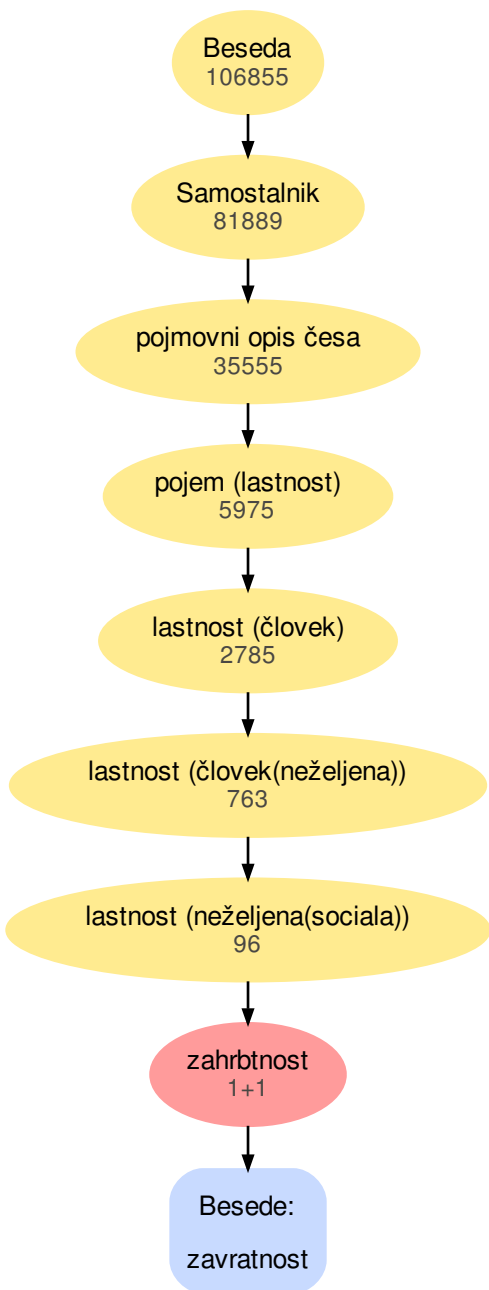 Beseda
106855
Samostalnik
81889
pojmovni opis česa
35555
pojem (lastnost)
5975
lastnost (človek)
2785
lastnost (človek(neželjena))
763
lastnost (neželjena(sociala))
96
zahrbtnost
1+1
Besede:
zavratnost